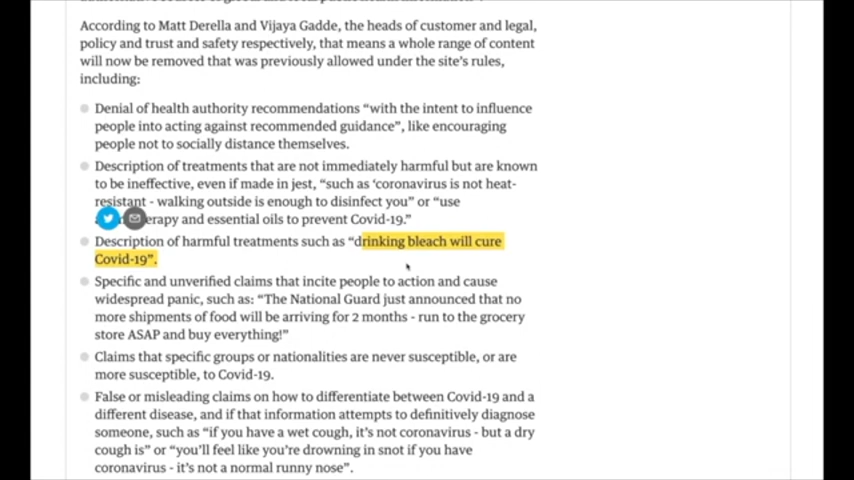 According to Matt Derella and Vijaya Gadde, the heads of customer and legal,
policy and trust and safety respectively, that means a whole range of content
will now be removed that was previously allowed under the site's rules,
including:
Denial of health authority recommendations “with the intent to influence
people into acting against recommended guidance”, like encouraging
people not to socially distance themselves.
Description of treatments that are not immediately harmful but are known
to be ineffective, even if made in jest, “such as ‘coronavirus is not heat-
resistant - walking outside is enough to disinfect you” or “use
and essential oils to prevent Covid-19.”
Description of harmful treatments such as “drinking bleach will cure
Covid-19”.
Specific and unverified claims that incite people to action and cause
widespread panic, such as: “The National Guard just announced that no
more shipments of food will be arriving for 2 months - run to the grocery
store ASAP and buy everything!”
Claims that specific groups or nationalities are never susceptible, or are
more susceptible, to Covid-19.
False or misleading claims on how to differentiate between Covid-19 and a
different disease, and if that information attempts to definitively diagnose
someone, such as “if you have a wet cough, it's not coronavirus - but a dry
cough is” or “you'll feel like you're drowning in snot if you have
coronavirus - it's not a normal runny nose”.